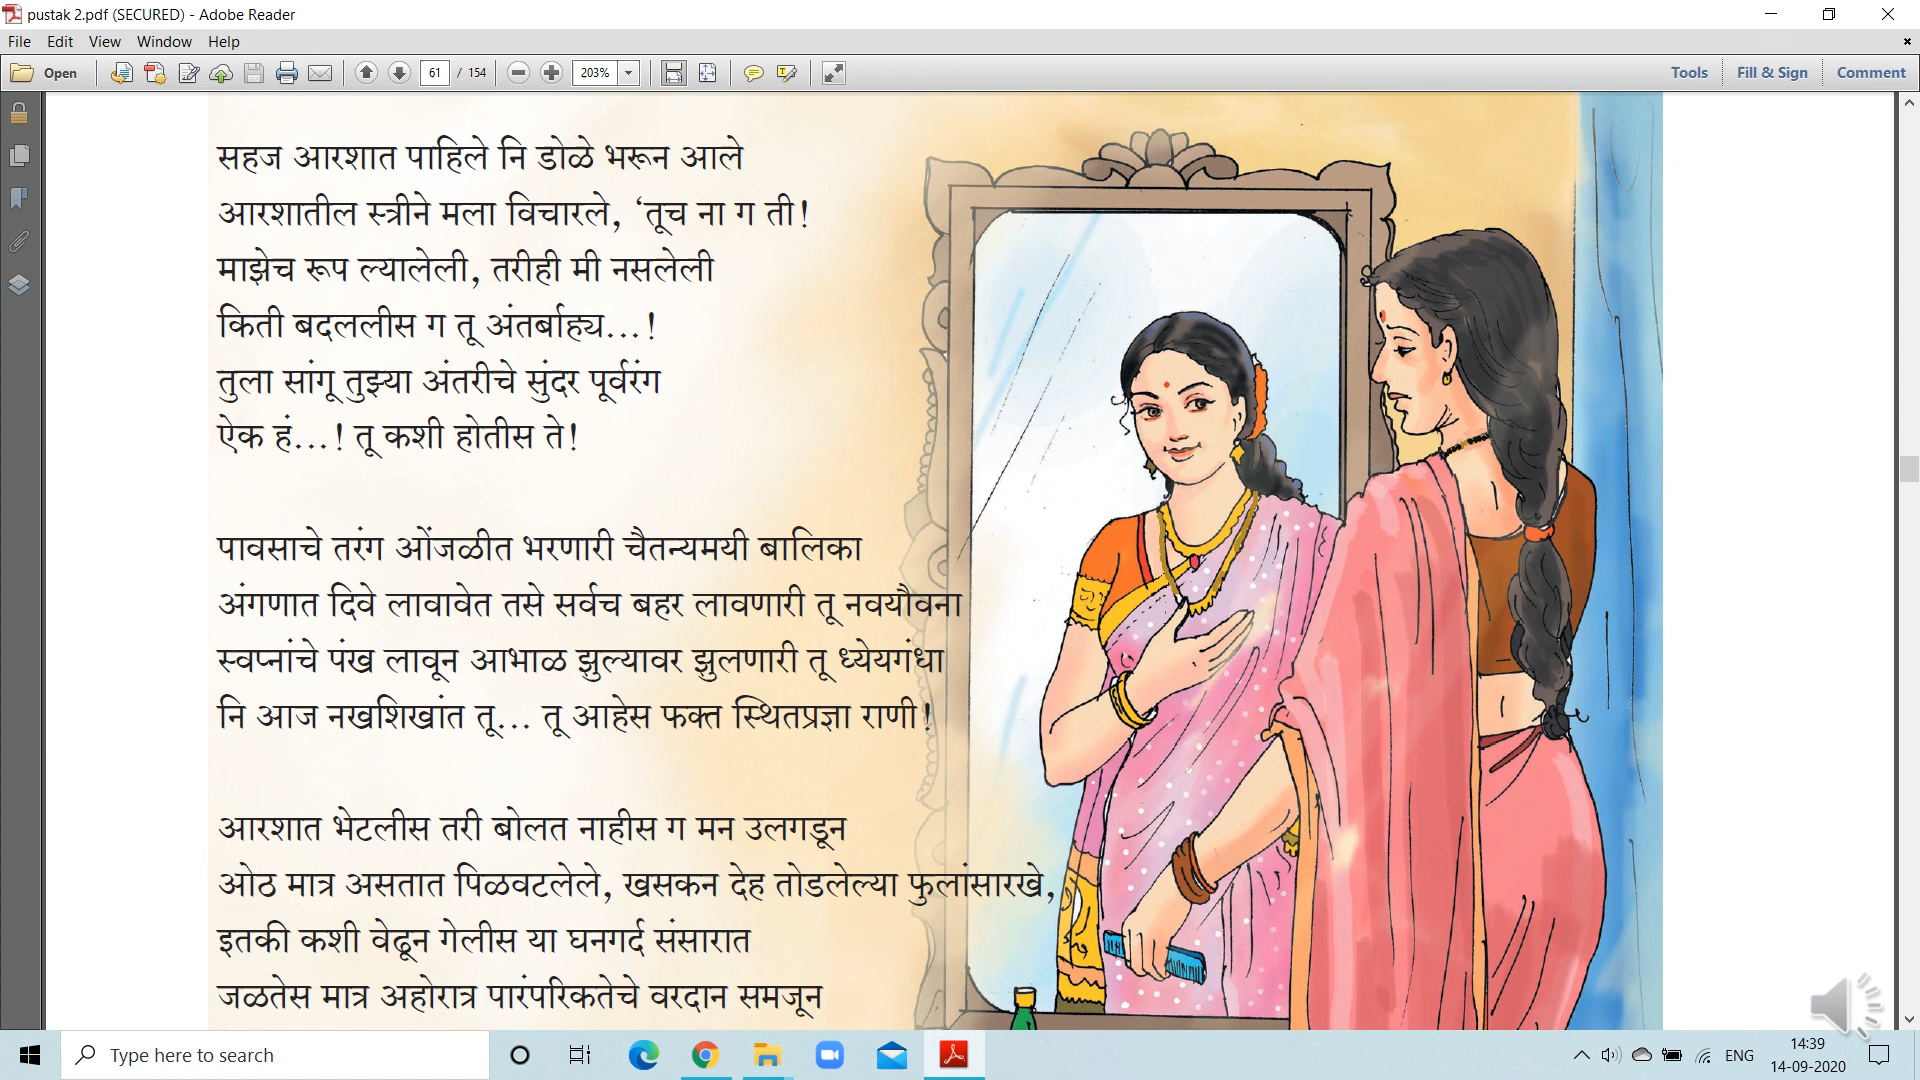 pustak 2.pdf (SECURED) - Adobe Reader
File Edit View Window Help
Open 61 / 154 203% Tools Fill & Sign Comment
सहज आरशात पाहिले नि डोळे भरून आले
आरशातील स्त्रीने मला विचारले, ‘तूच ना ग ती!
माझेच रूप ल्यालेली, तरीही मी नसलेली
किती बदललीस ग तू अंतर्बाह्य...!
तुला सांगू तुझ्या अंतरीचे सुंदर पूर्वरंग
ऐक हं...! तू कशी होतीस ते!
पावसाचे तरंग ओंजळीत भरणारी चैतन्यमयी बालिका
अंगणात दिवे लावावेत तसे सर्वच बहर लावणारी तू नवयौवना
स्वप्नांचे पंख लावून आभाळ झुल्यावर झुलणारी तू ध्येयगंधा
नि आज नखशिखांत तू... तू आहेस फक्त स्थितप्रज्ञा राणी!
आरशात भेटलीस तरी बोलत नाहीस ग मन उलगडून
ओठ मात्र असतात पिळवटलेले, खसकन देह तोडलेल्या फुलांसारखे,
इतकी कशी वेढून गेलीस या घनगर्द संसारात
जळतेस मात्र अहोरात्र पारंपरिकतेचे वरदान समजून
Type here to search
ENG
14:39
14-09-2020